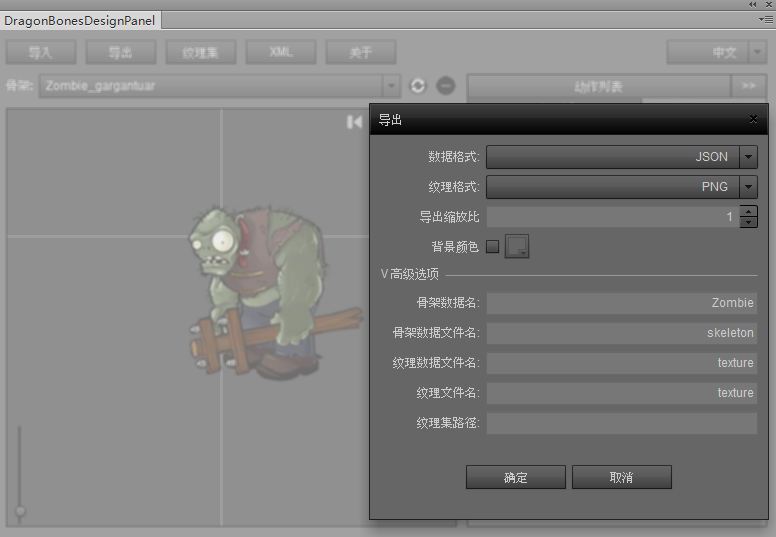 DragonBonesDesignPanel
导入 导出 纹理集 XML 关于 中文
骨架: Zombie_gargantuar 动作列表 >>
导出
数据格式: JSON
纹理格式: PNG
导出缩放比 1
背景颜色
V 高级选项
骨架数据名: Zombie
骨架数据文件名: skeleton
纹理数据文件名: texture
纹理文件名: texture
纹理集路径:
确定 取消